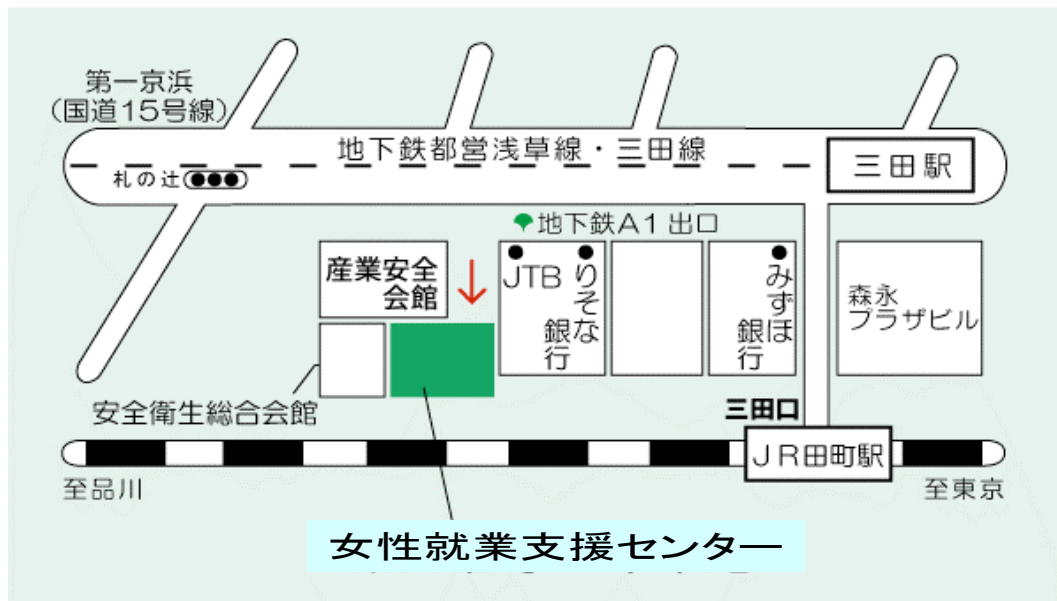 第一京浜
（国道15号線）
地下鉄都営浅草線・三田線
三田駅
札の辻
地下鉄A1出口
産業安全
会館
JTB
りそな
銀行
みずほ
銀行
森永
プラザビル
安全衛生総合会館
三田口
JR田町駅
至品川
至東京
女性就業支援センター